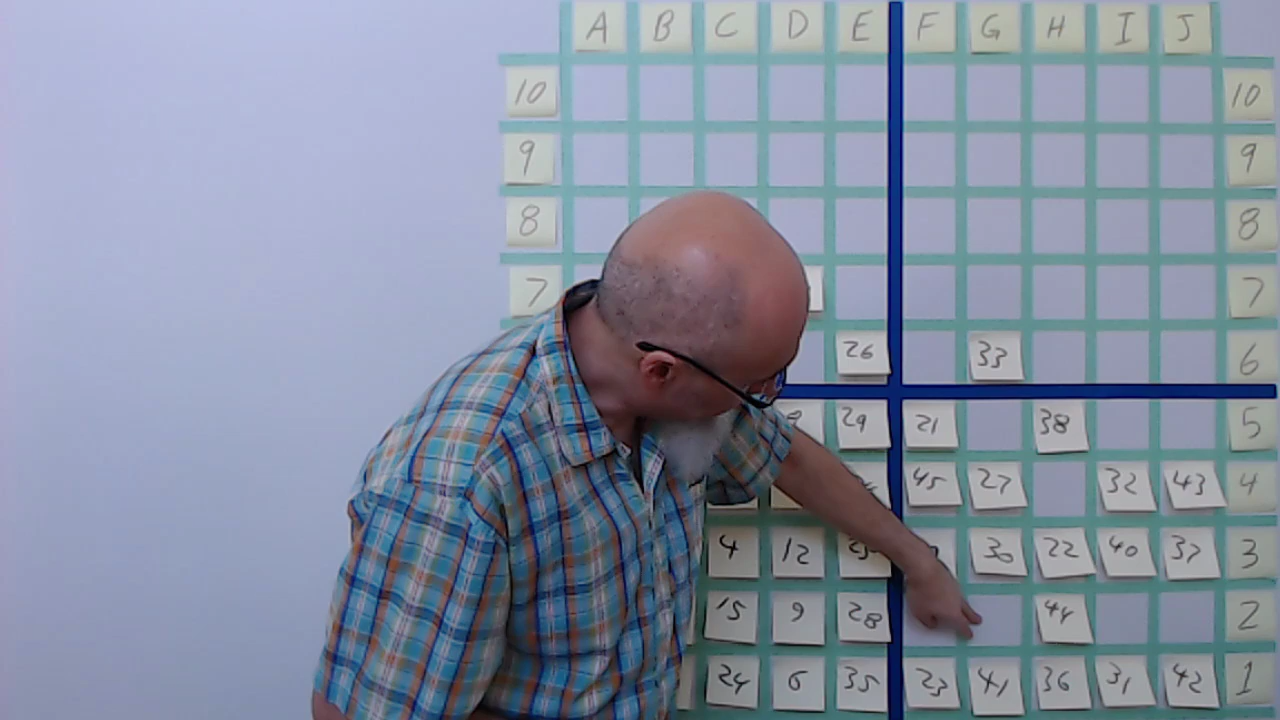 A B C D E F G H I J
10 10
9 9
8 8
7 7
26 33 6
29 21 38 5
45 27 32 43 4
4 12 30 22 40 37 3
15 9 28 44 2
24 6 35 23 41 36 31 42 1